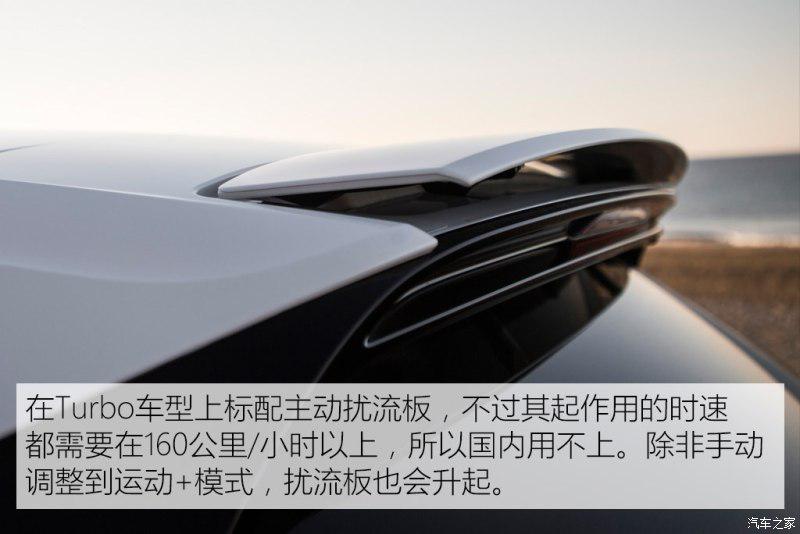 在Turbo车型上标配主动扰流板，不过其起作用的时速
都需要在160公里/小时以上，所以国内用不上。除非手动
调整到运动+模式，扰流板也会升起。
汽车之家